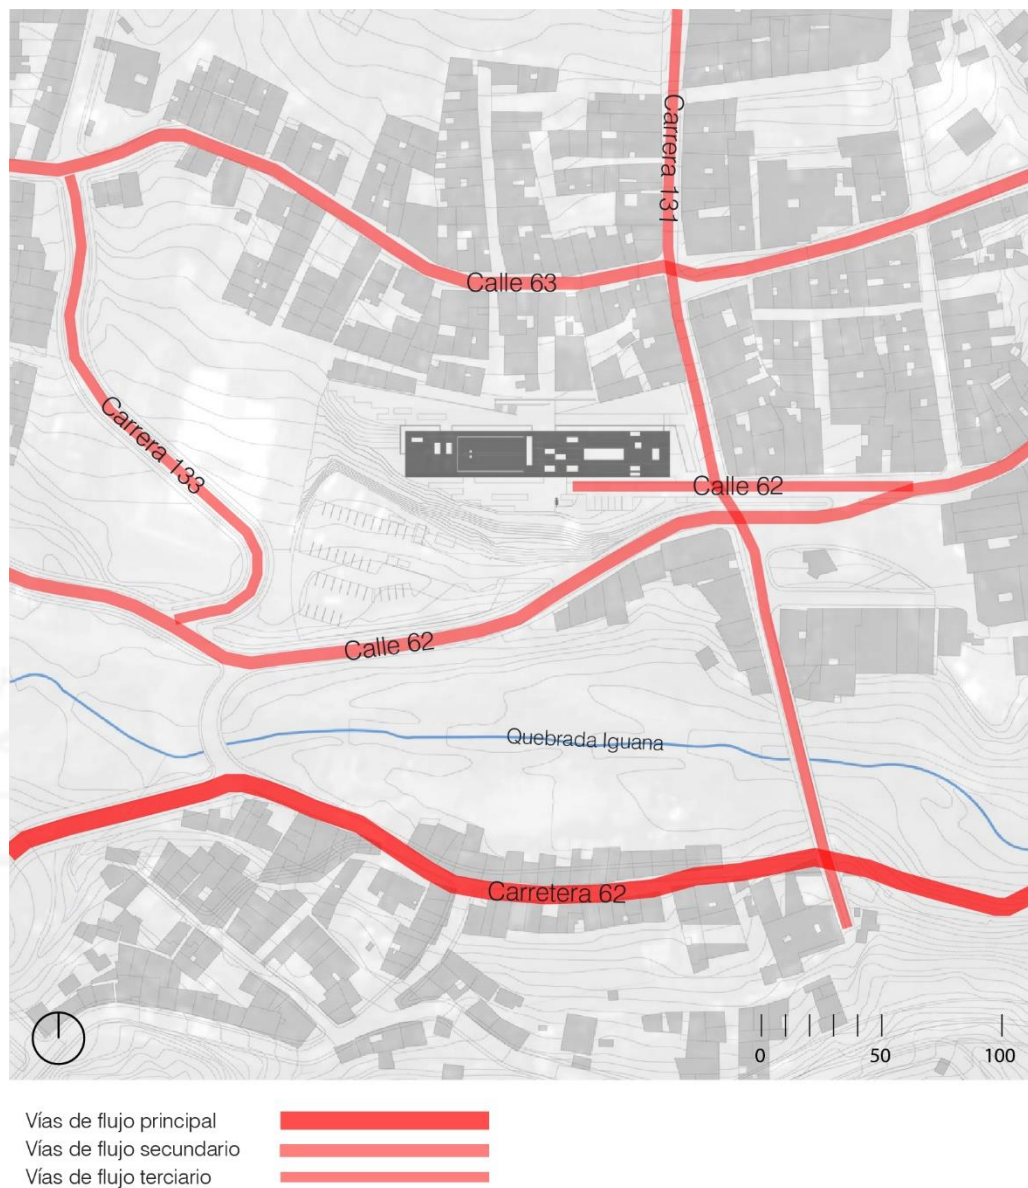 Carrera 131
Calle 63
Carrera 133
Calle 62
Calle 62
Quebrada Iguana
Carretera 62
0 50 100
Vías de flujo principal
Vías de flujo secundario
Vías de flujo terciario